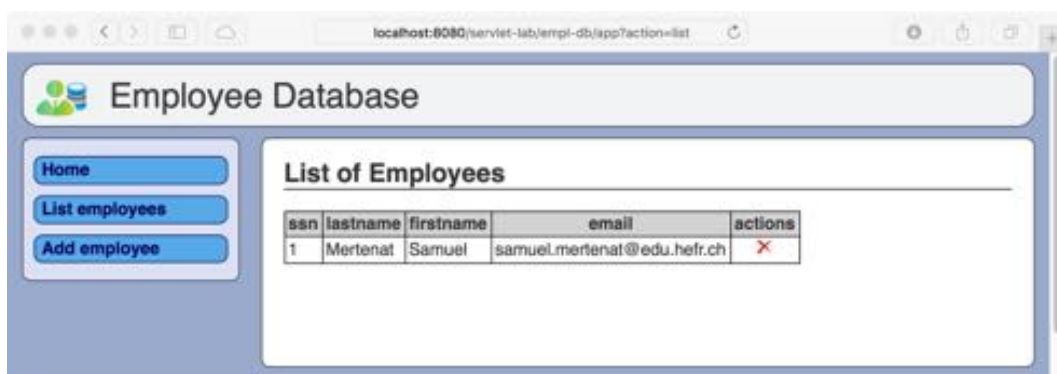 localhost:8080/servlet-lab/empl-db/app?action=list
Employee Database
Home
List employees
Add employee
List of Employees
ssn lastname firstname email actions
1 Mertenat Samuel samuel.mertenat@edu.hefr.ch